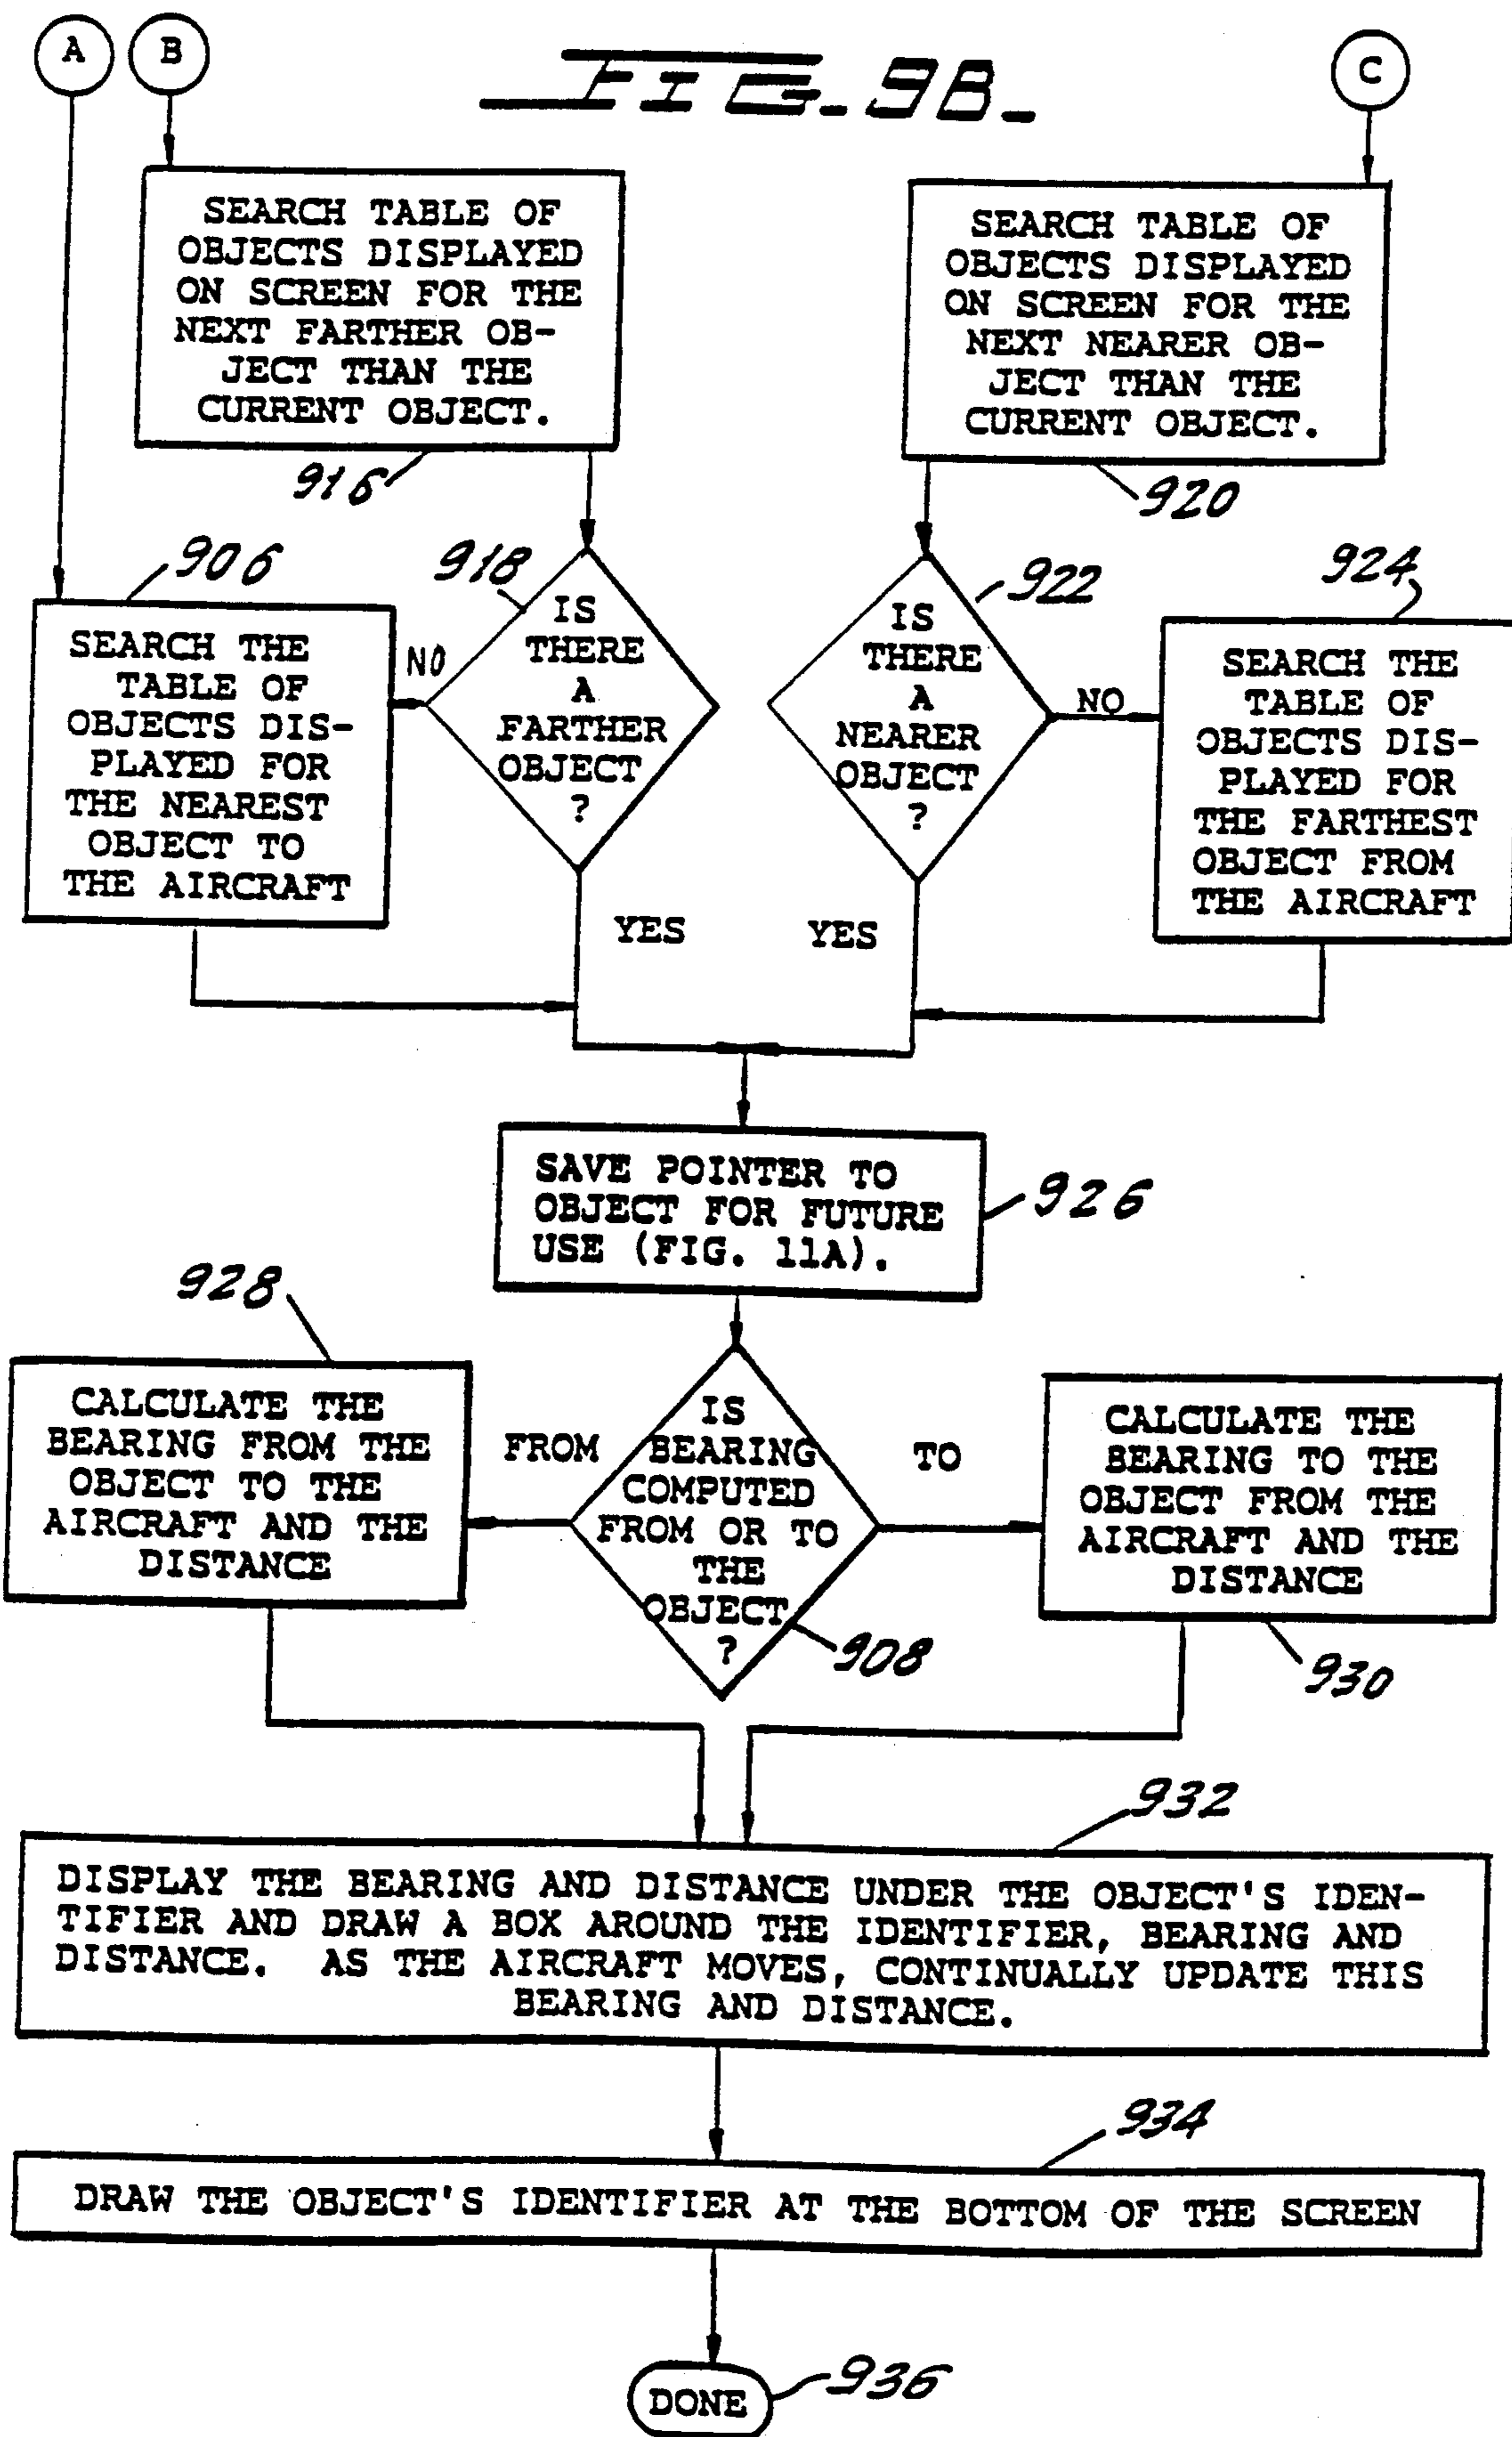 A
B
FIG. 9B.
C
SEARCH TABLE OF
OBJECTS DISPLAYED
ON SCREEN FOR THE
NEXT FARTHER OB-
JECT THAN THE
CURRENT OBJECT.
916
SEARCH TABLE OF
OBJECTS DISPLAYED
ON SCREEN FOR THE
NEXT NEARER OB-
JECT THAN THE
CURRENT OBJECT.
920
906
SEARCH THE
TABLE OF
OBJECTS DIS-
PLAYED FOR
THE NEAREST
OBJECT TO
THE AIRCRAFT
NO
918
IS
THERE
A
FARTHER
OBJECT
?
YES
922
IS
THERE
A
NEARER
OBJECT
?
YES
NO
924
SEARCH THE
TABLE OF
OBJECTS DIS-
PLAYED FOR
THE FARTHEST
OBJECT FROM
THE AIRCRAFT
SAVE POINTER TO
OBJECT FOR FUTURE
USE (FIG. 11A).
926
928
CALCULATE THE
BEARING FROM THE
OBJECT TO THE
AIRCRAFT AND THE
DISTANCE
FROM
IS
BEARING
COMPUTED
FROM OR TO
THE
OBJECT
?
908
TO
CALCULATE THE
BEARING TO THE
OBJECT FROM THE
AIRCRAFT AND THE
DISTANCE
930
932
DISPLAY THE BEARING AND DISTANCE UNDER THE OBJECT'S IDEN-
TIFIER AND DRAW A BOX AROUND THE IDENTIFIER, BEARING AND
DISTANCE. AS THE AIRCRAFT MOVES, CONTINUALLY UPDATE THIS
BEARING AND DISTANCE.
934
DRAW THE OBJECT'S IDENTIFIER AT THE BOTTOM OF THE SCREEN
DONE
936